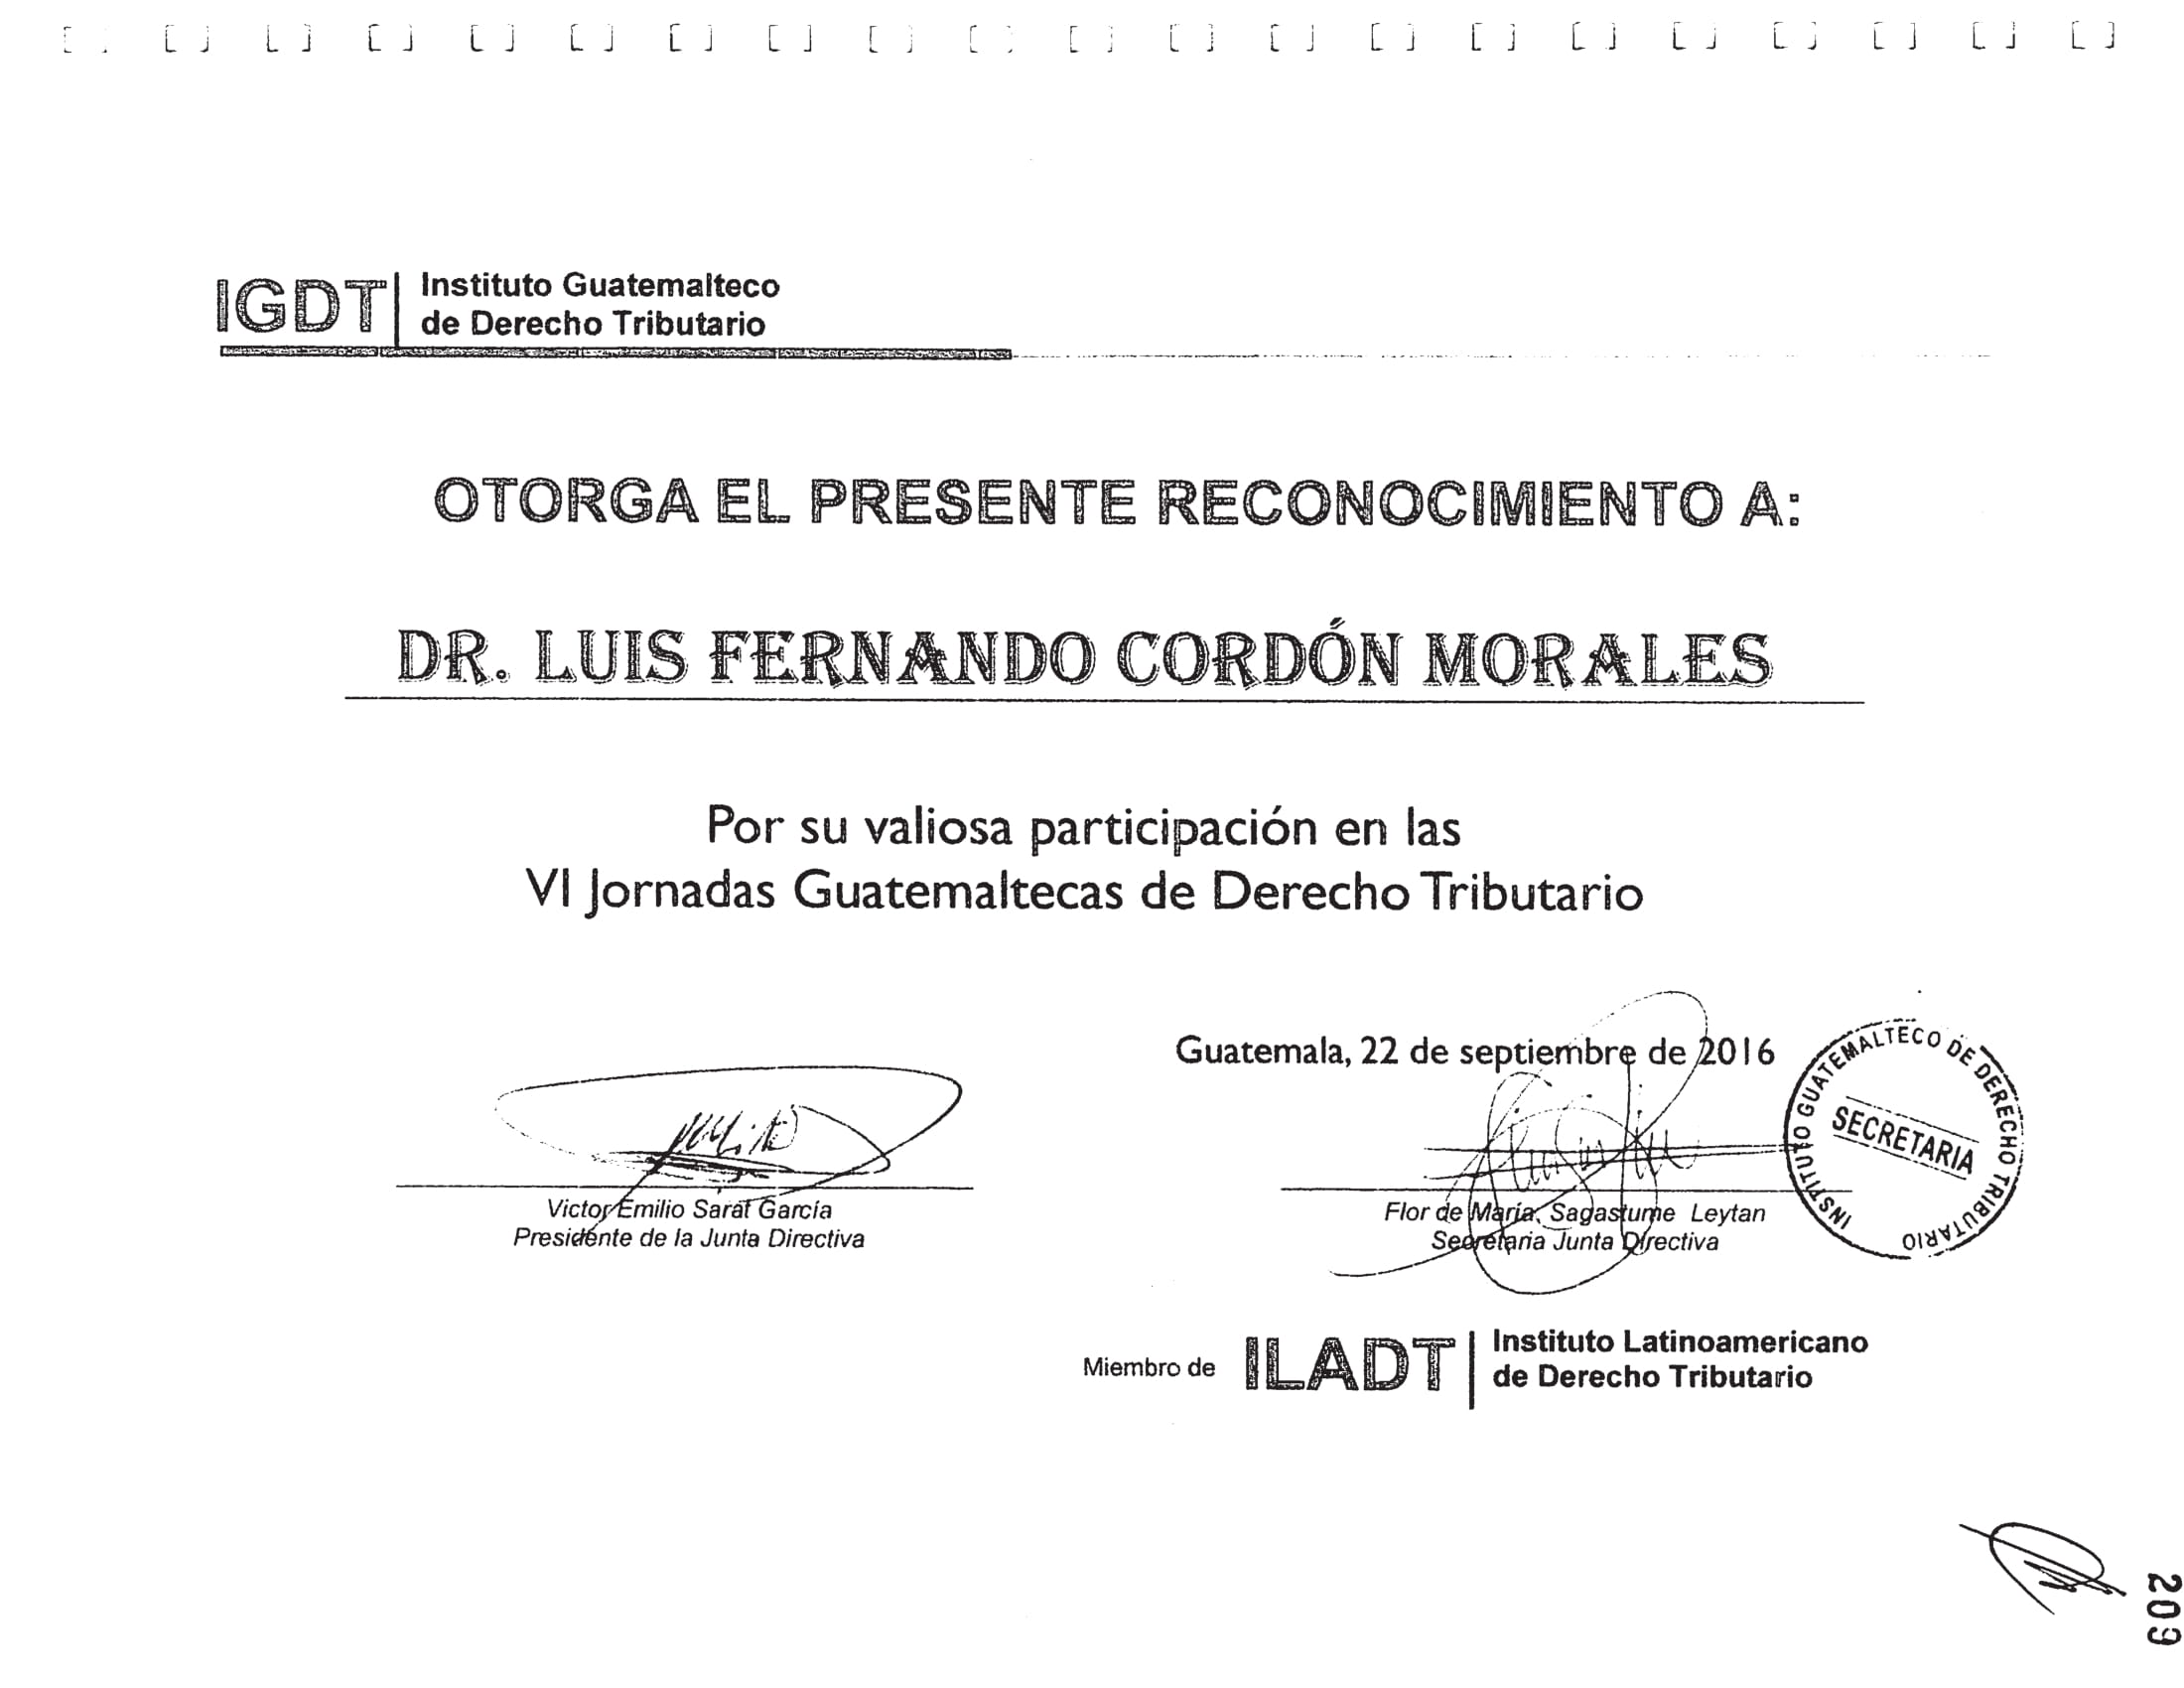 IGDT
Instituto Guatemalteco
de Derecho Tributario
OTORGA EL PRESENTE RECONOCIMIENTO A:
DR. LUIS FERNANDO CORDÓN MORALES
Por su valiosa participación en las
VI Jornadas Guatemaltecas de Derecho Tributario
Guatemala, 22 de septiembre de 2016
INSTITUTO GUATEMALTECO DE DERECHO TRIBUTARIO
SECRETARIA
Victor Emilio Sarat García
Presidente de la Junta Directiva
Flor de María Sagastume Leytan
Secretaria Junta Directiva
Miembro de
ILADT
Instituto Latinoamericano
de Derecho Tributario
209